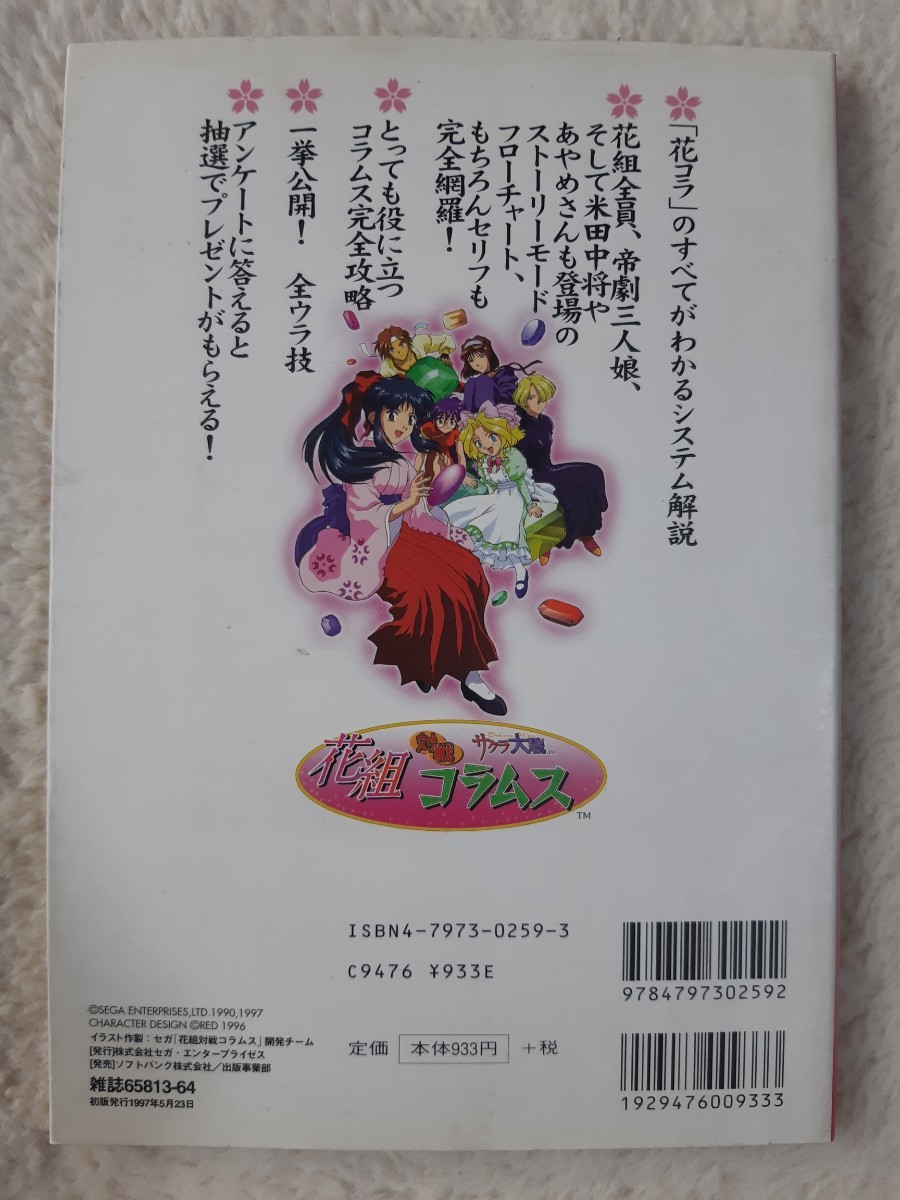 「花コラ」のすべてがわかるシステム解説
花組全員、帝劇三人娘、
そして米田中将や
あやめさんも登場の
ストーリーモード
フローチャート、
もちろんセリフも
完全網羅！
とっても役に立つ
コラムス完全攻略
一挙公開！　全ウラ技
アンケートに答えると
抽選でプレゼントがもらえる！
サクラ大戦
花組
対戦
コラムス
TM
ISBN4-7973-0259-3
C9476 ¥933E
9784797302592
©SEGA ENTERPRISES,LTD.1990,1997
CHARACTER DESIGN ©RED 1996
イラスト作製：セガ「花組対戦コラムス」開発チーム
[発行]株式会社セガ・エンタープライゼス
[発売]ソフトバンク株式会社／出版事業部
雑誌65813-64
初版発行1997年5月23日
定価 本体933円 +税
1929476009333